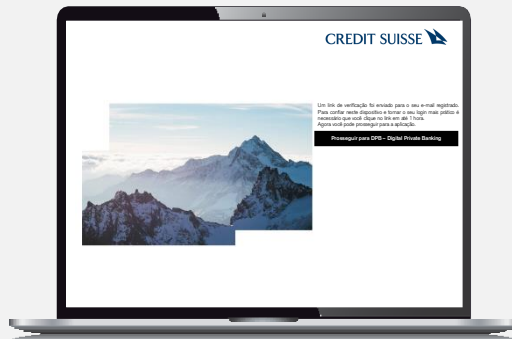 CREDIT SUISSE
Um link de verificação foi enviado para o seu e-mail registrado.
Para confiar neste dispositivo e tornar o seu login mais prático é
necessário que você clique no link em até 1 hora.
Agora você pode prosseguir para a aplicação.
Prosseguir para DPB – Digital Private Banking